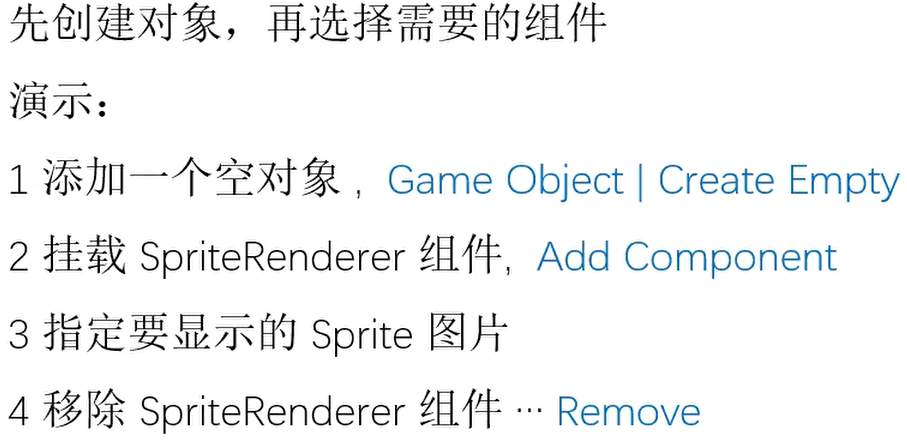 先创建对象，再选择需要的组件
演示：
1 添加一个空对象 , Game Object | Create Empty
2 挂载 SpriteRenderer 组件, Add Component
3 指定要显示的 Sprite 图片
4 移除 SpriteRenderer 组件 ··· Remove